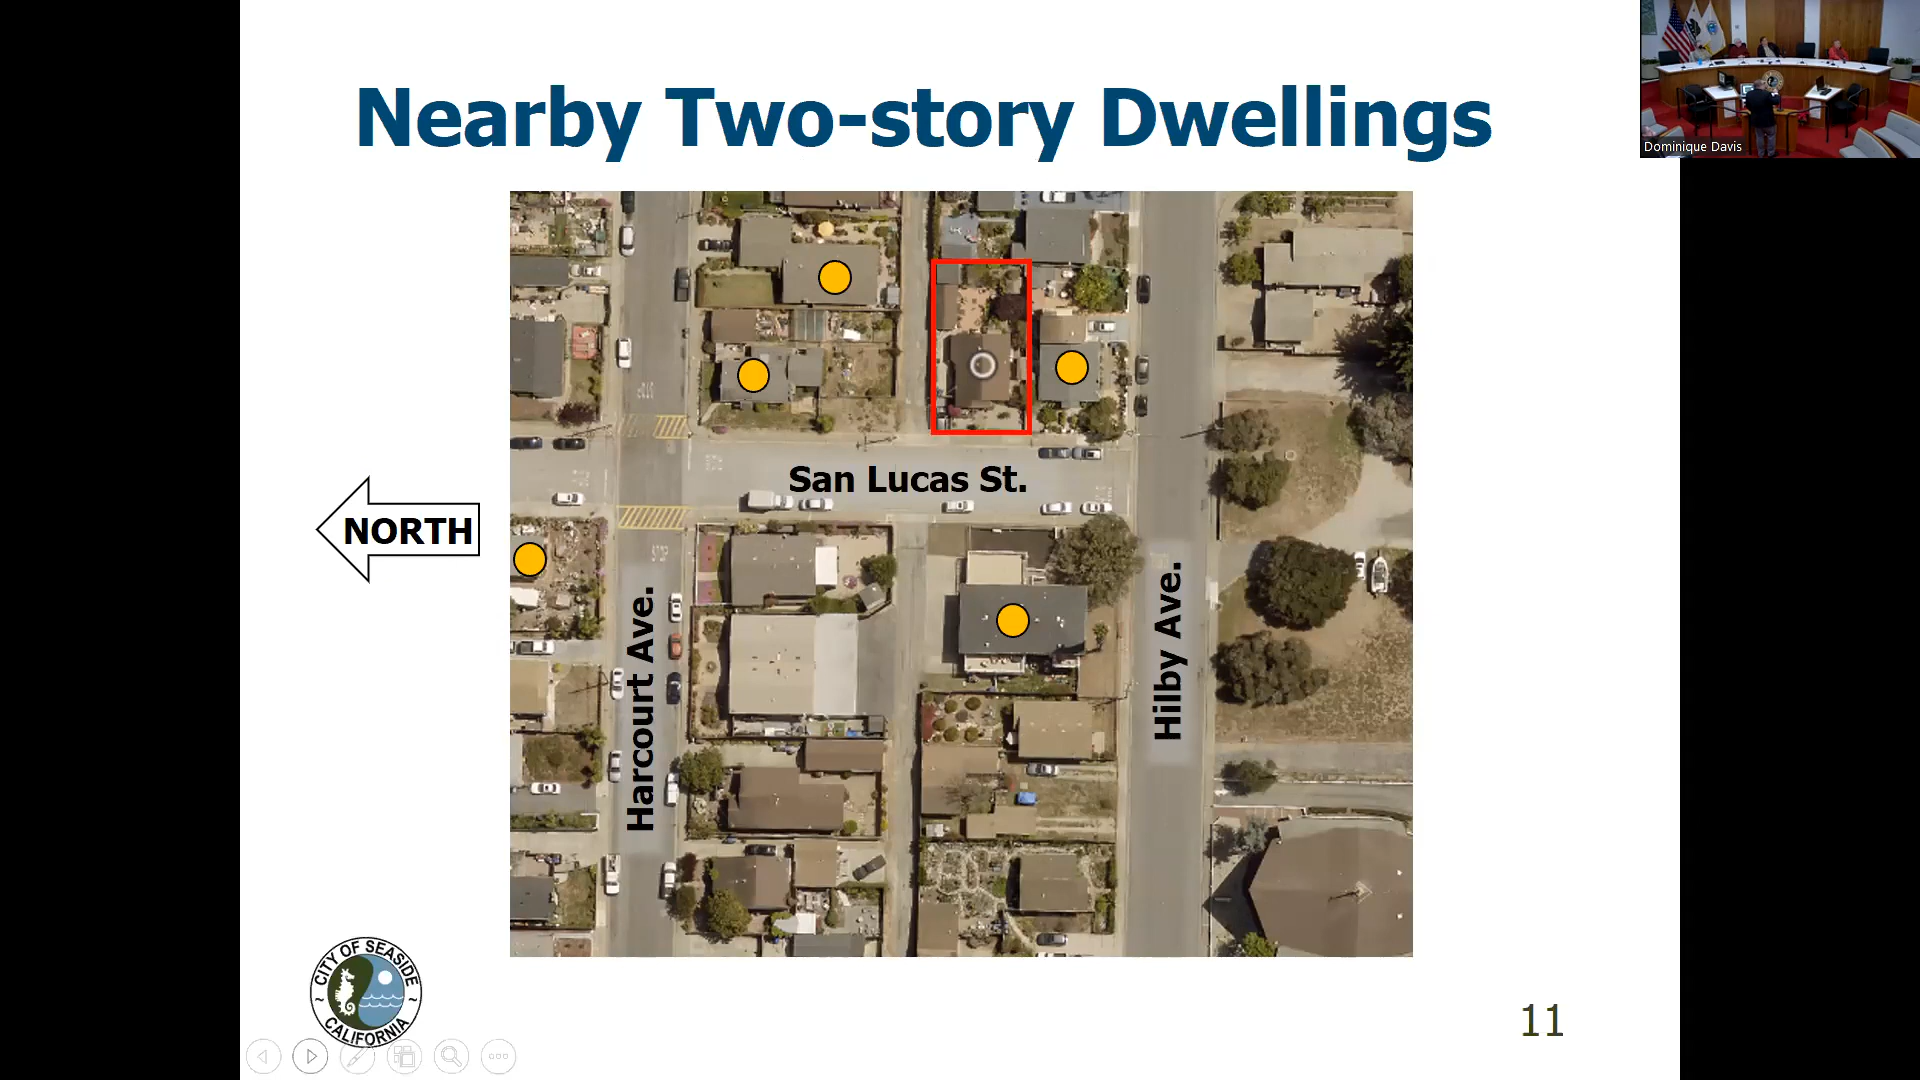 Nearby Two-story Dwellings
Dominique Davis
San Lucas St.
NORTH
Harcourt Ave.
Hilby Ave.
STOP
CITY OF SEASIDE
~ ~
CALIFORNIA
11